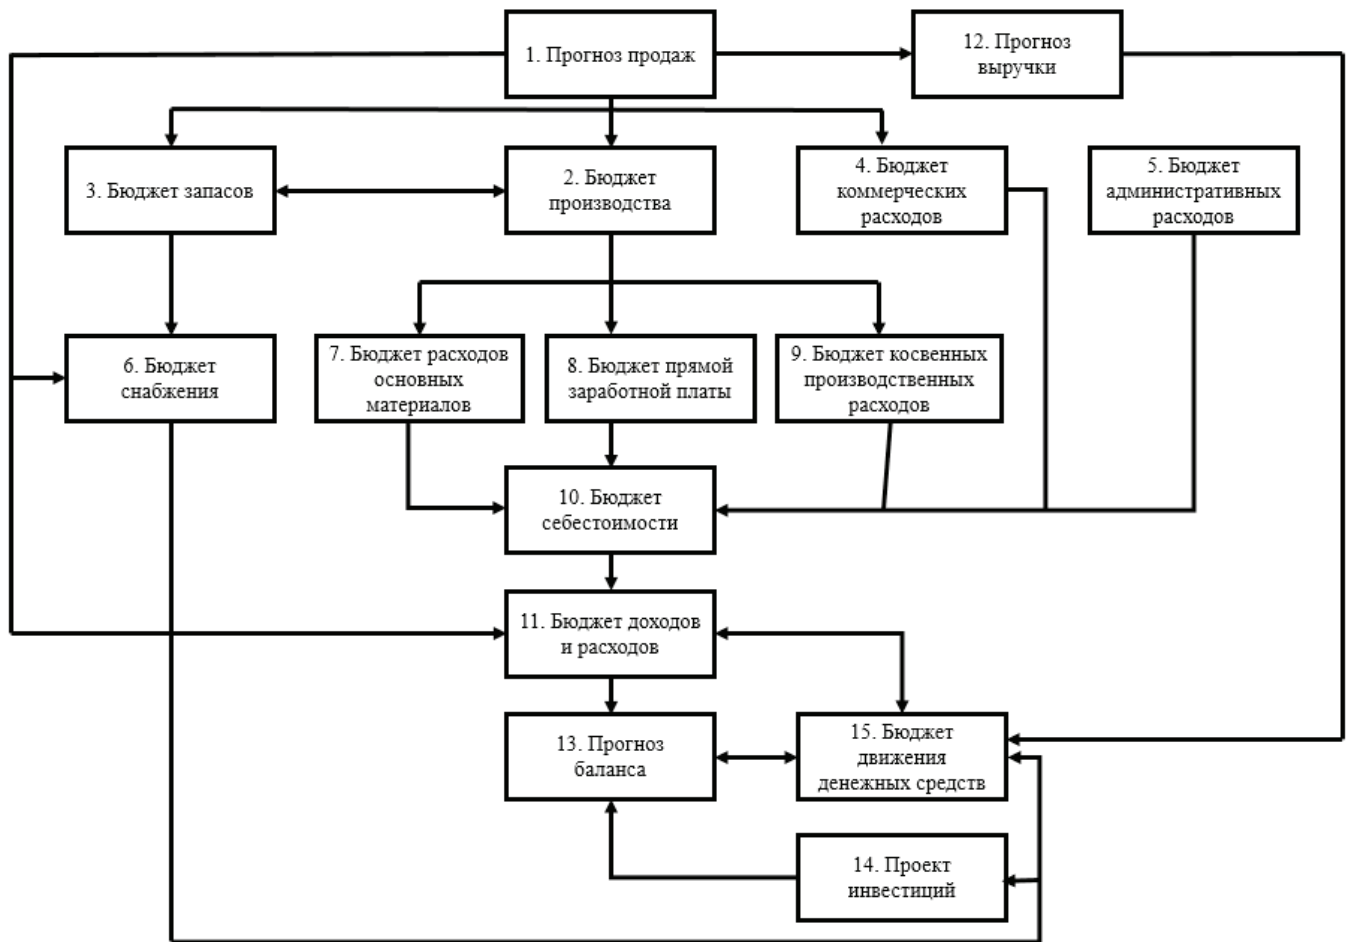 1. Прогноз продаж
12. Прогноз
выручки
3. Бюджет запасов
2. Бюджет
производства
4. Бюджет
коммерческих
расходов
5. Бюджет
административных
расходов
6. Бюджет
снабжения
7. Бюджет расходов
основных
материалов
8. Бюджет прямой
заработной платы
9. Бюджет косвенных
производственных
расходов
10. Бюджет
себестоимости
11. Бюджет доходов
и расходов
13. Прогноз
баланса
15. Бюджет
движения
денежных средств
14. Проект
инвестиций